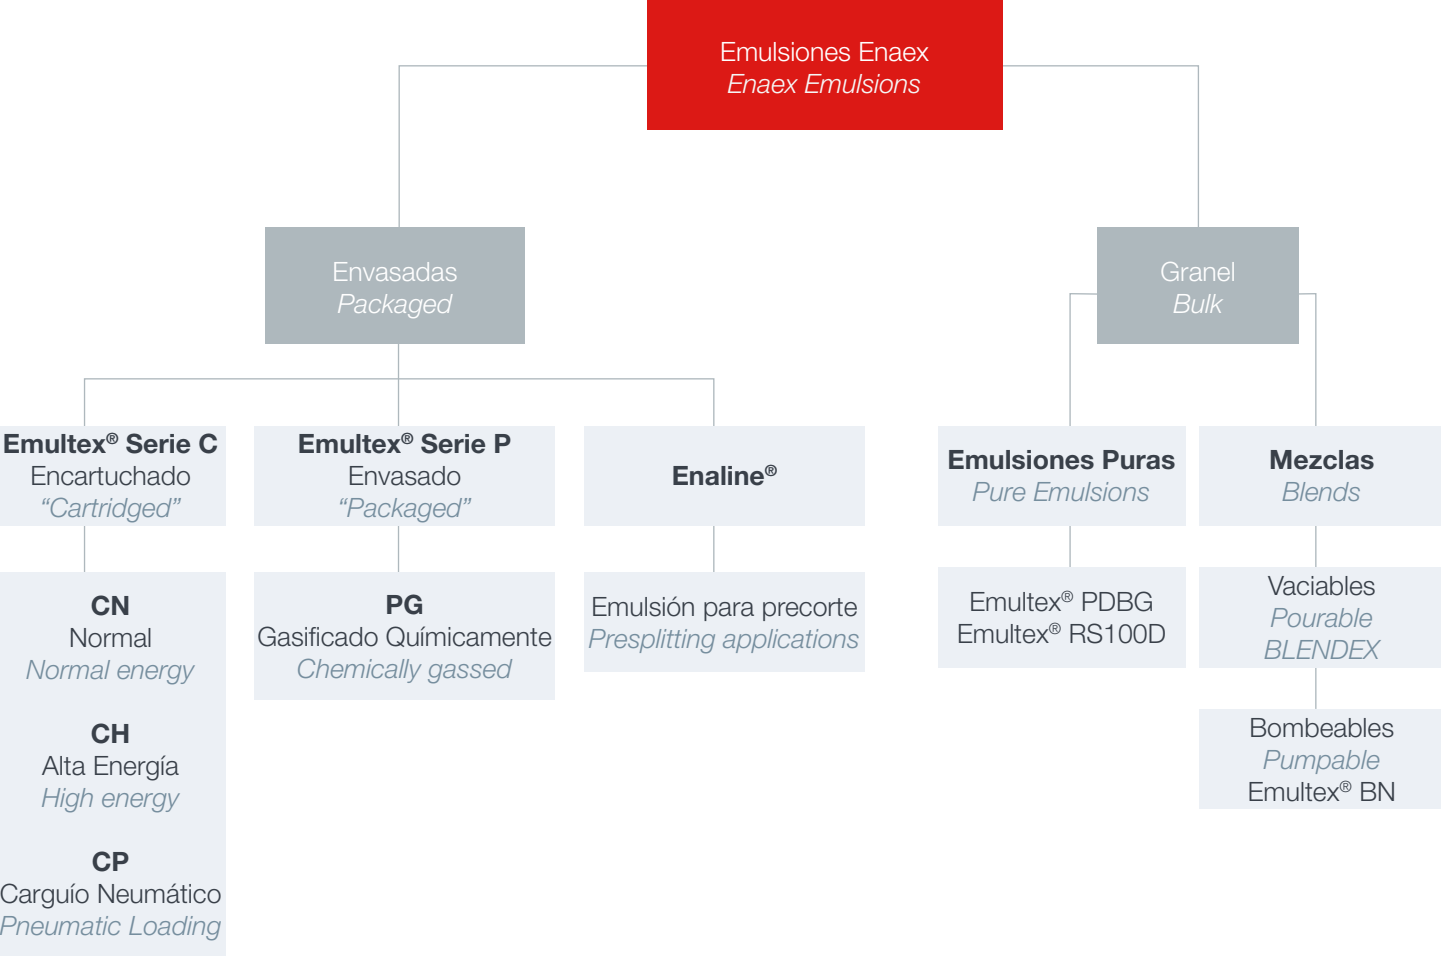 Emulsiones Enaex
Enaex Emulsions
Envasadas
Packaged
Granel
Bulk
Emultex® Serie C
Encartuchado
“Cartridged”
Emultex® Serie P
Envasado
“Packaged”
Enaline®
Emulsiones Puras
Pure Emulsions
Mezclas
Blends
CN
Normal
Normal energy
CH
Alta Energía
High energy
CP
Carguío Neumático
Pneumatic Loading
PG
Gasificado Químicamente
Chemically gassed
Emulsión para precorte
Presplitting applications
Emultex® PDBG
Emultex® RS100D
Vaciables
Pourable
BLENDEX
Bombeables
Pumpable
Emultex® BN